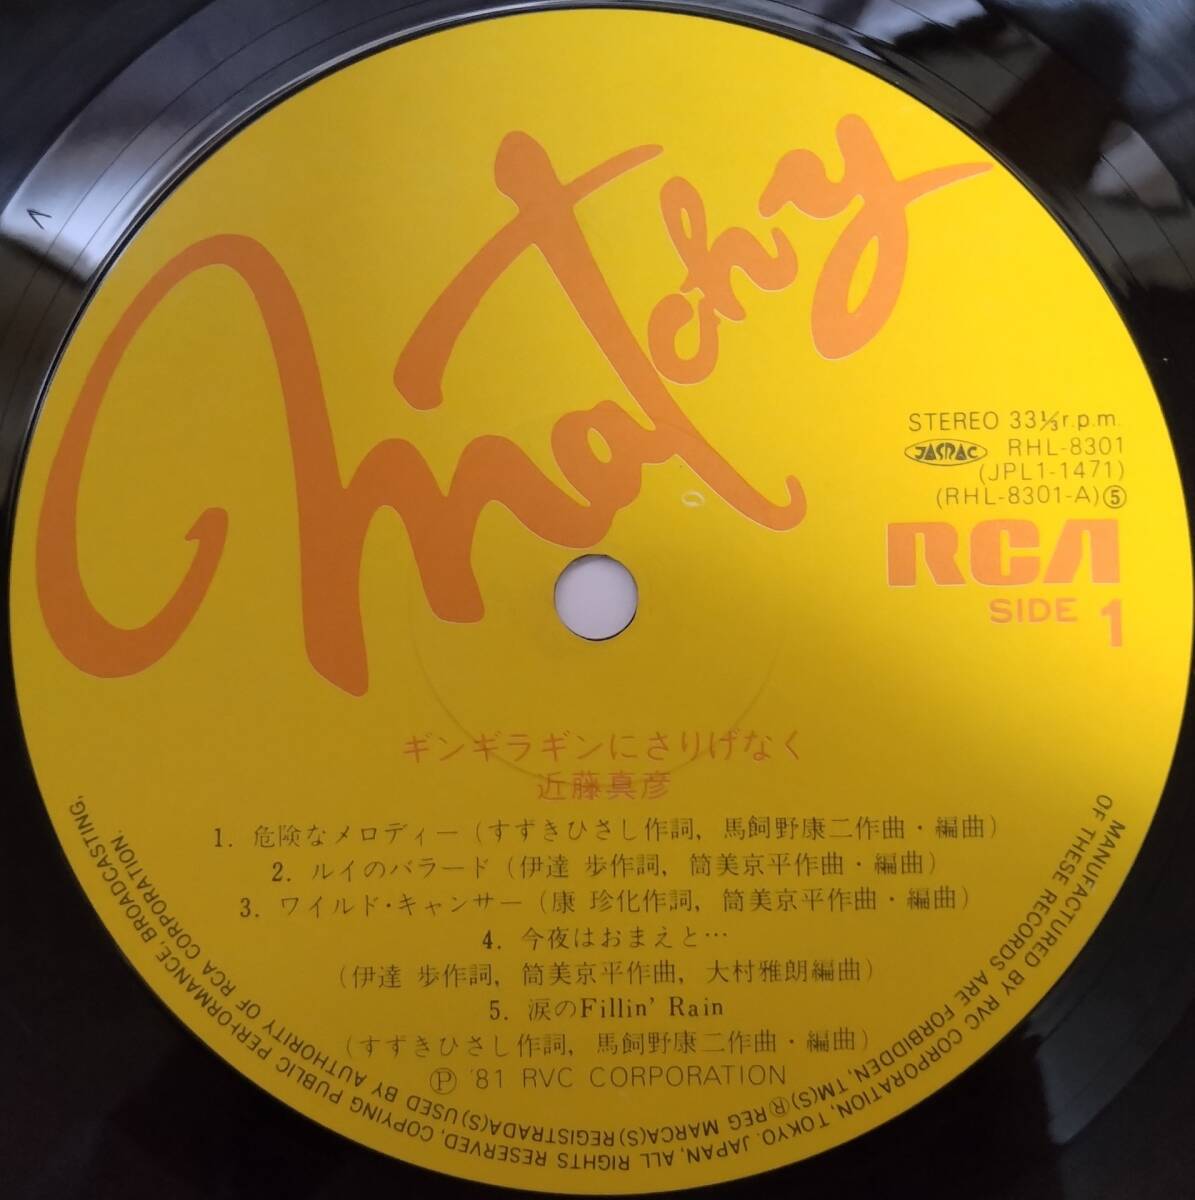 Matchy
STEREO 33⅓r.p.m.
JASRAC RHL-8301
(JPL1-1471)
(RHL-8301-A)⑤
RCA
SIDE 1
ギンギラギンにさりげなく
近藤真彦
1. 危険なメロディー(すずきひさし作詞, 馬飼野康二作曲・編曲)
2. ルイのバラード(伊達 歩作詞, 筒美京平作曲・編曲)
3. ワイルド・キャンサー(康 珍化作詞, 筒美京平作曲・編曲)
4. 今夜はおまえと…
(伊達 歩作詞, 筒美京平作曲, 大村雅朗編曲)
5. 涙のFillin' Rain
(すずきひさし作詞, 馬飼野康二作曲・編曲)
Ⓟ '81 RVC CORPORATION
MANUFACTURED BY RVC CORPORATION, TOKYO, JAPAN, ALL RIGHTS RESERVED, COPYING PUBLIC PERFORMANCE, BROADCASTING,
OF THESE RECORDS ARE FORBIDDEN, TM(S)®REG MARCA(S)REGISTRADA(S)USED BY AUTHORITY OF RCA CORPORATION.